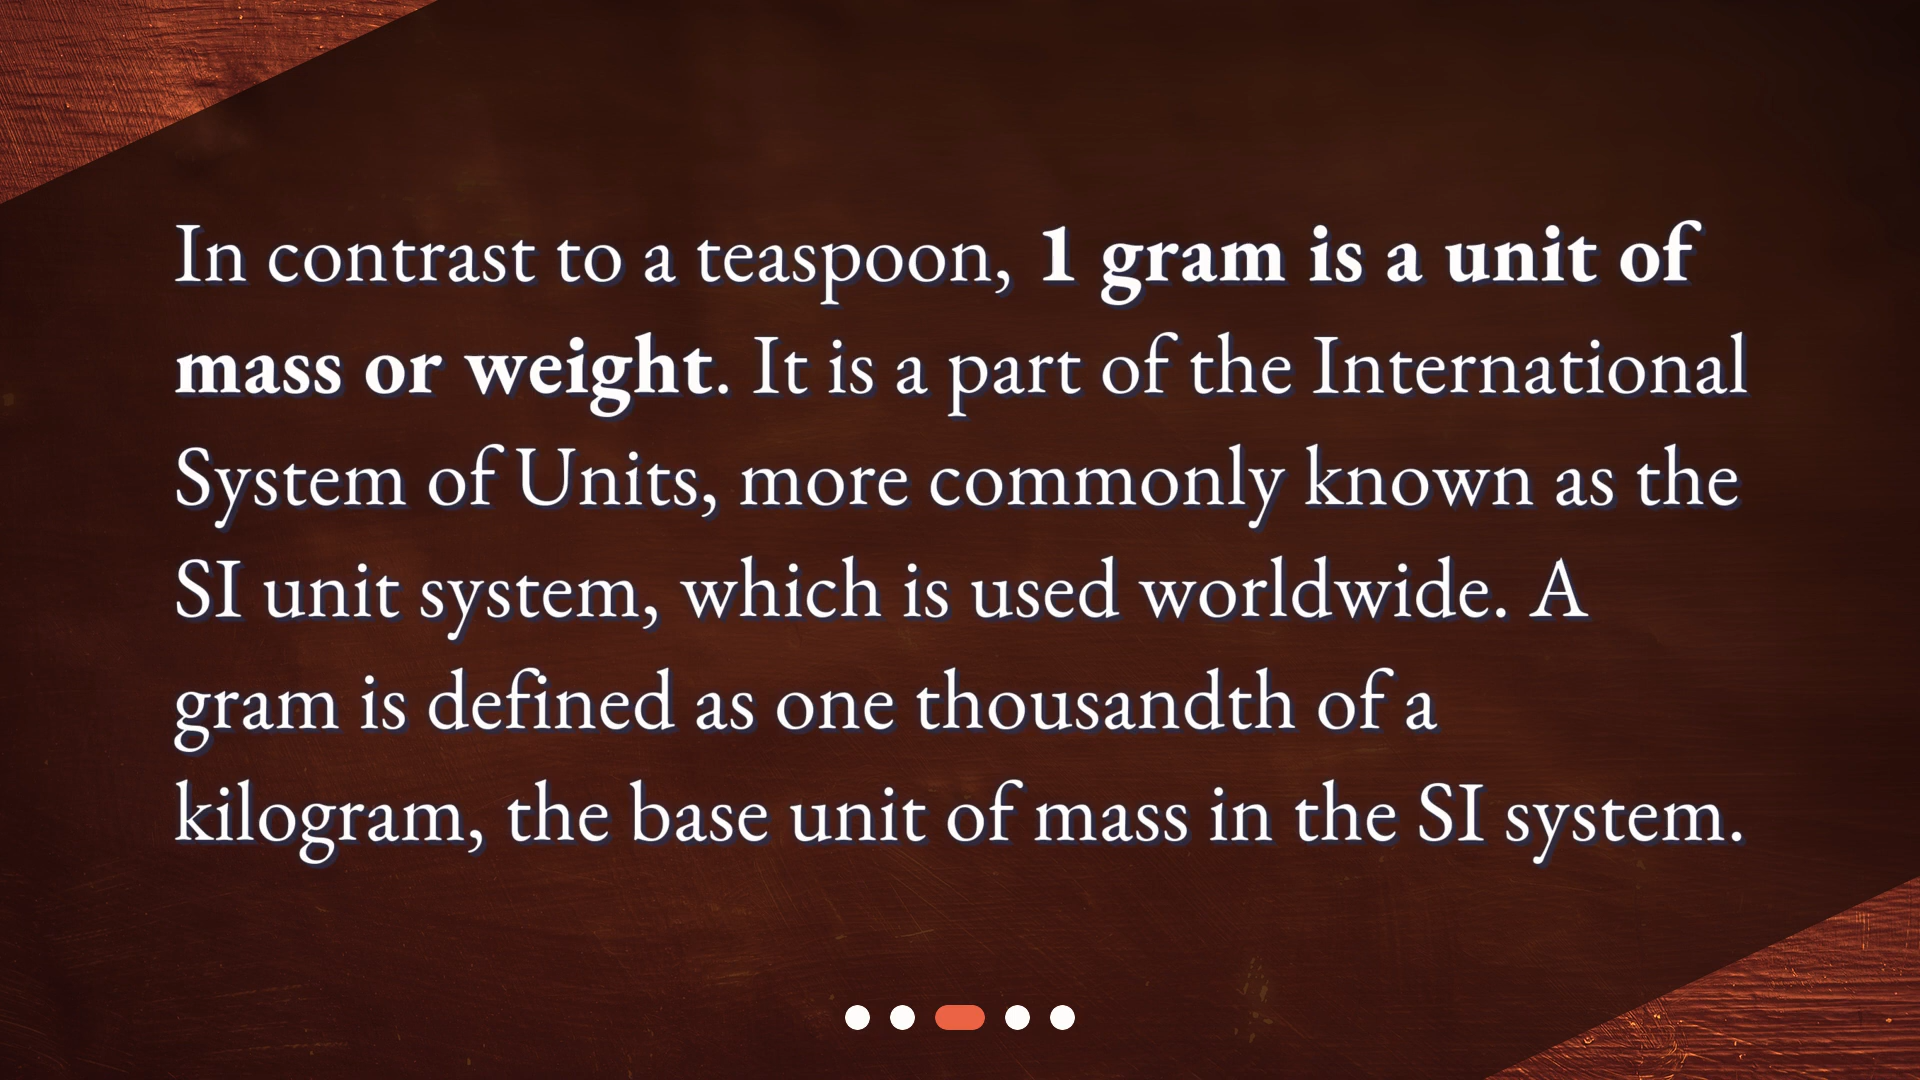 In contrast to a teaspoon, 1 gram is a unit of
mass or weight. It is a part of the International
System of Units, more commonly known as the
SI unit system, which is used worldwide. A
gram is defined as one thousandth of a
kilogram, the base unit of mass in the SI system.